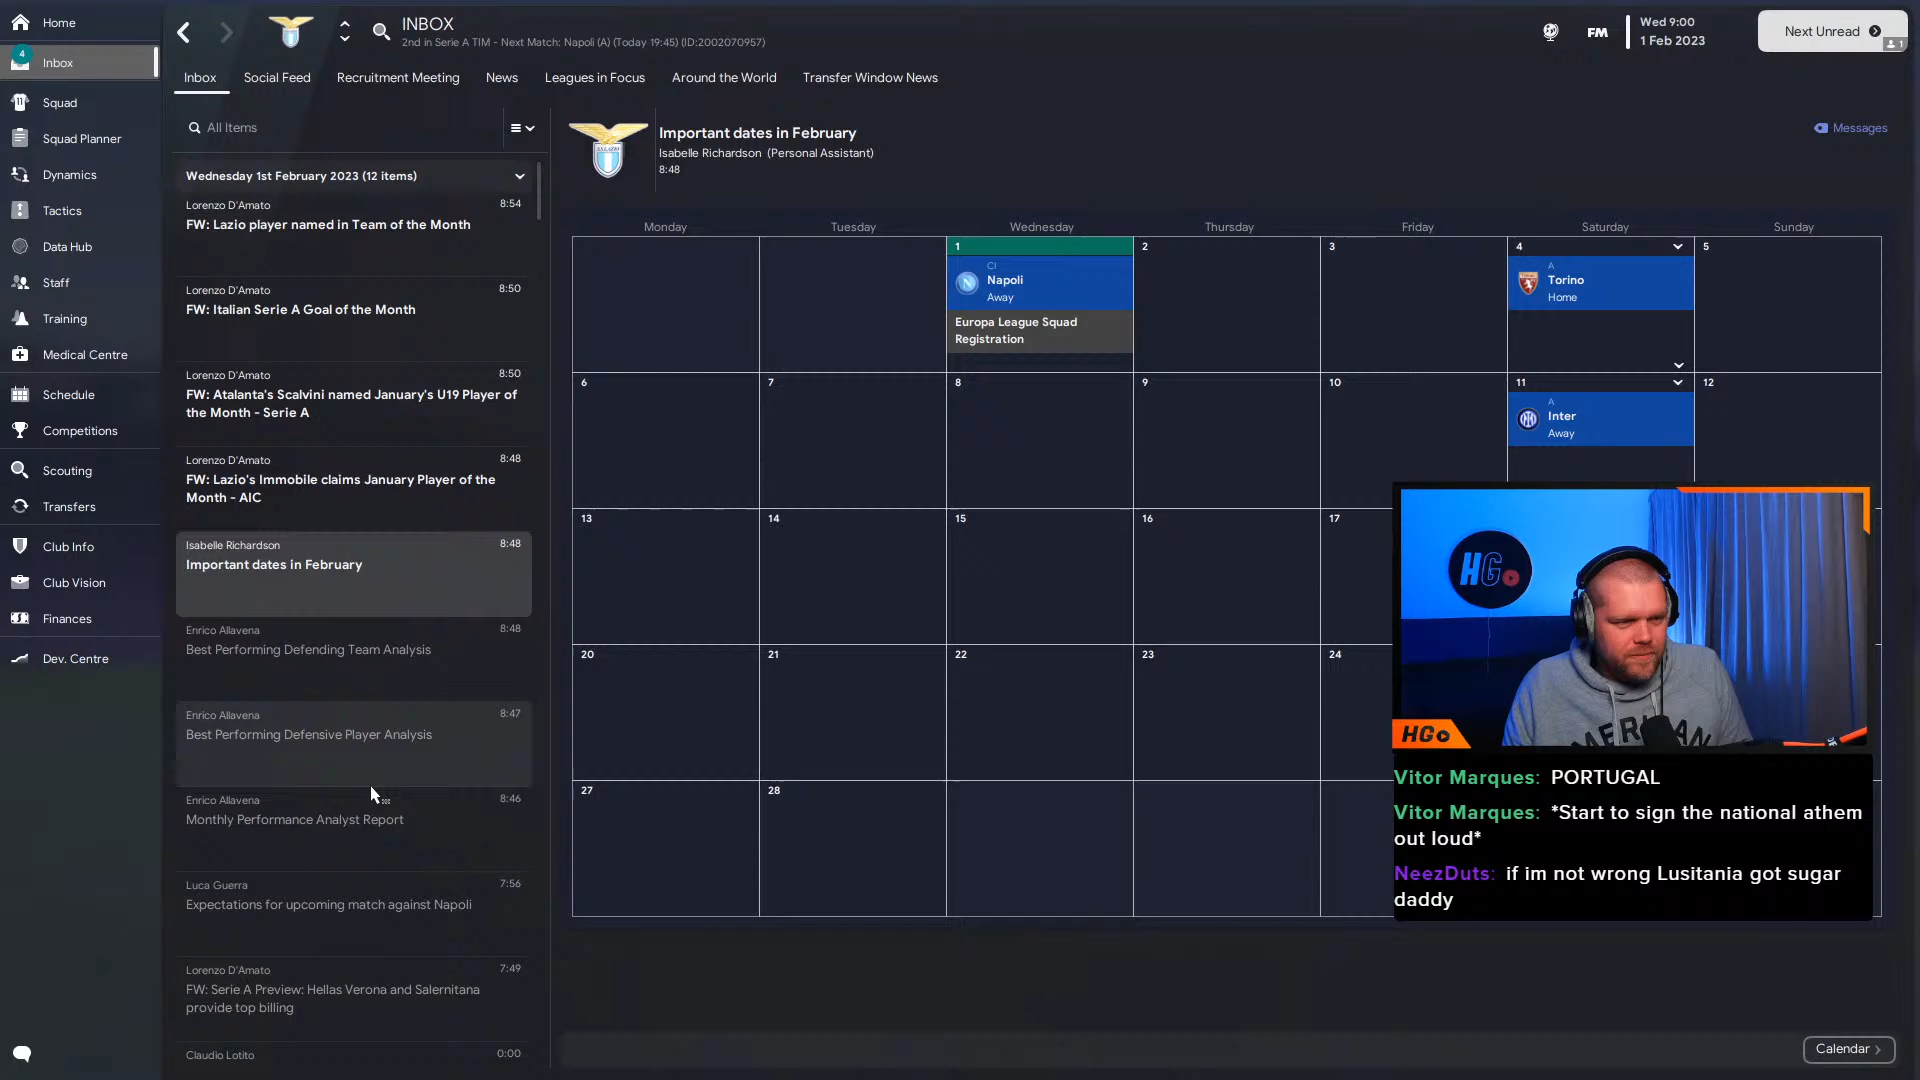 Home
4
Inbox
Squad
Squad Planner
Dynamics
Tactics
Data Hub
Staff
Training
Medical Centre
Schedule
Competitions
Scouting
Transfers
Club Info
Club Vision
Finances
Dev. Centre
INBOX
2nd in Serie A TIM - Next Match: Napoli (A) (Today 19:45) (ID:2002070957)
FM
Wed 9:00
1 Feb 2023
Next Unread
1
Inbox
Social Feed
Recruitment Meeting
News
Leagues in Focus
Around the World
Transfer Window News
All Items
Wednesday 1st February 2023 (12 items)
Lorenzo D'Amato 8:54
FW: Lazio player named in Team of the Month
Lorenzo D'Amato 8:50
FW: Italian Serie A Goal of the Month
Lorenzo D'Amato 8:50
FW: Atalanta's Scalvini named January's U19 Player of
the Month - Serie A
Lorenzo D'Amato 8:48
FW: Lazio's Immobile claims January Player of the
Month - AIC
Isabelle Richardson 8:48
Important dates in February
Enrico Allavena 8:48
Best Performing Defending Team Analysis
Enrico Allavena 8:47
Best Performing Defensive Player Analysis
Enrico Allavena 8:46
Monthly Performance Analyst Report
Luca Guerra 7:56
Expectations for upcoming match against Napoli
Lorenzo D'Amato 7:49
FW: Serie A Preview: Hellas Verona and Salernitana
provide top billing
Claudio Lotito 0:00
Important dates in February
Isabelle Richardson (Personal Assistant)
8:48
Messages
Monday Tuesday Wednesday Thursday Friday Saturday Sunday
1 2 3 4 5
CI
Napoli
Away
Europa League Squad
Registration
A
Torino
Home
6 7 8 9 10 11 12
A
Inter
Away
13 14 15 16 17
20 21 22 23 24
27 28
HG
HG
Vitor Marques: PORTUGAL
Vitor Marques: *Start to sign the national athem
out loud*
NeezDuts: if im not wrong Lusitania got sugar
daddy
Calendar